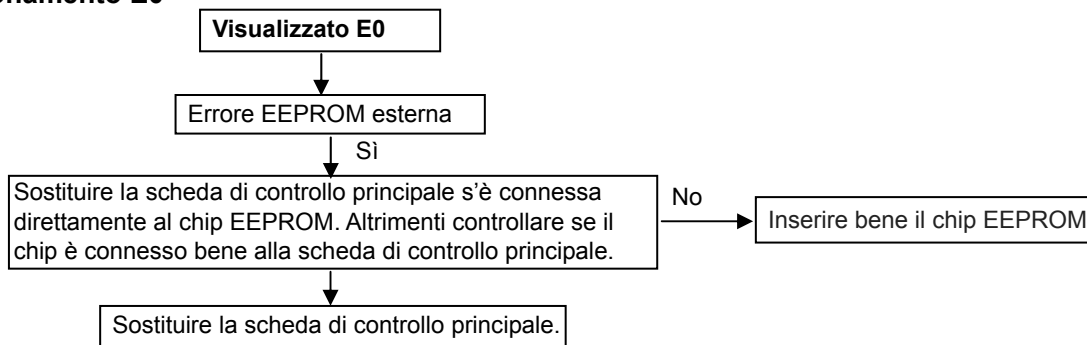 Visualizzato E0
Errore EEPROM esterna
Sì
Sostituire la scheda di controllo principale s'è connessa
direttamente al chip EEPROM. Altrimenti controllare se il
chip è connesso bene alla scheda di controllo principale.
No
Inserire bene il chip EEPROM
Sostituire la scheda di controllo principale.